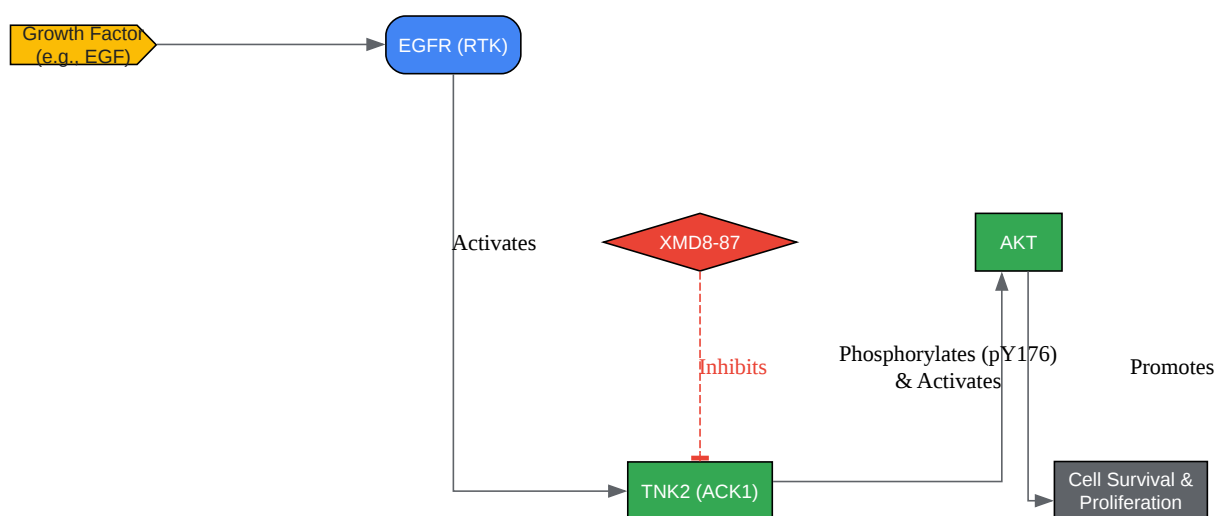 Growth Factor
(e.g., EGF)
EGFR (RTK)
Activates
XMD8-87
AKT
Inhibits
Phosphorylates (pY176)
& Activates
Promotes
TNK2 (ACK1)
Cell Survival &
Proliferation